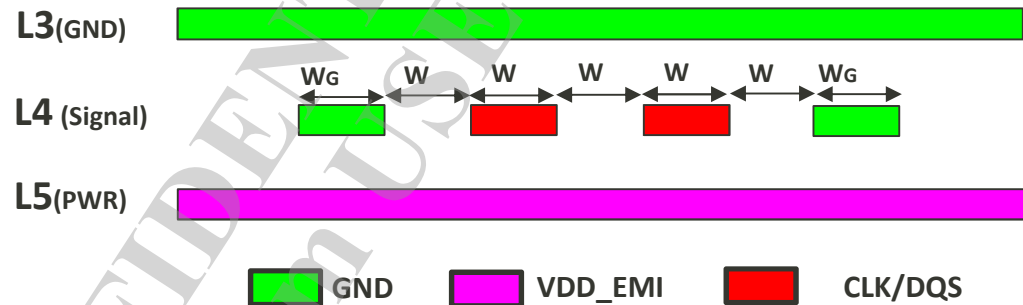 L3(GND)
WG W W W W W WG
L4 (Signal)
L5(PWR)
GND VDD_EMI CLK/DQS